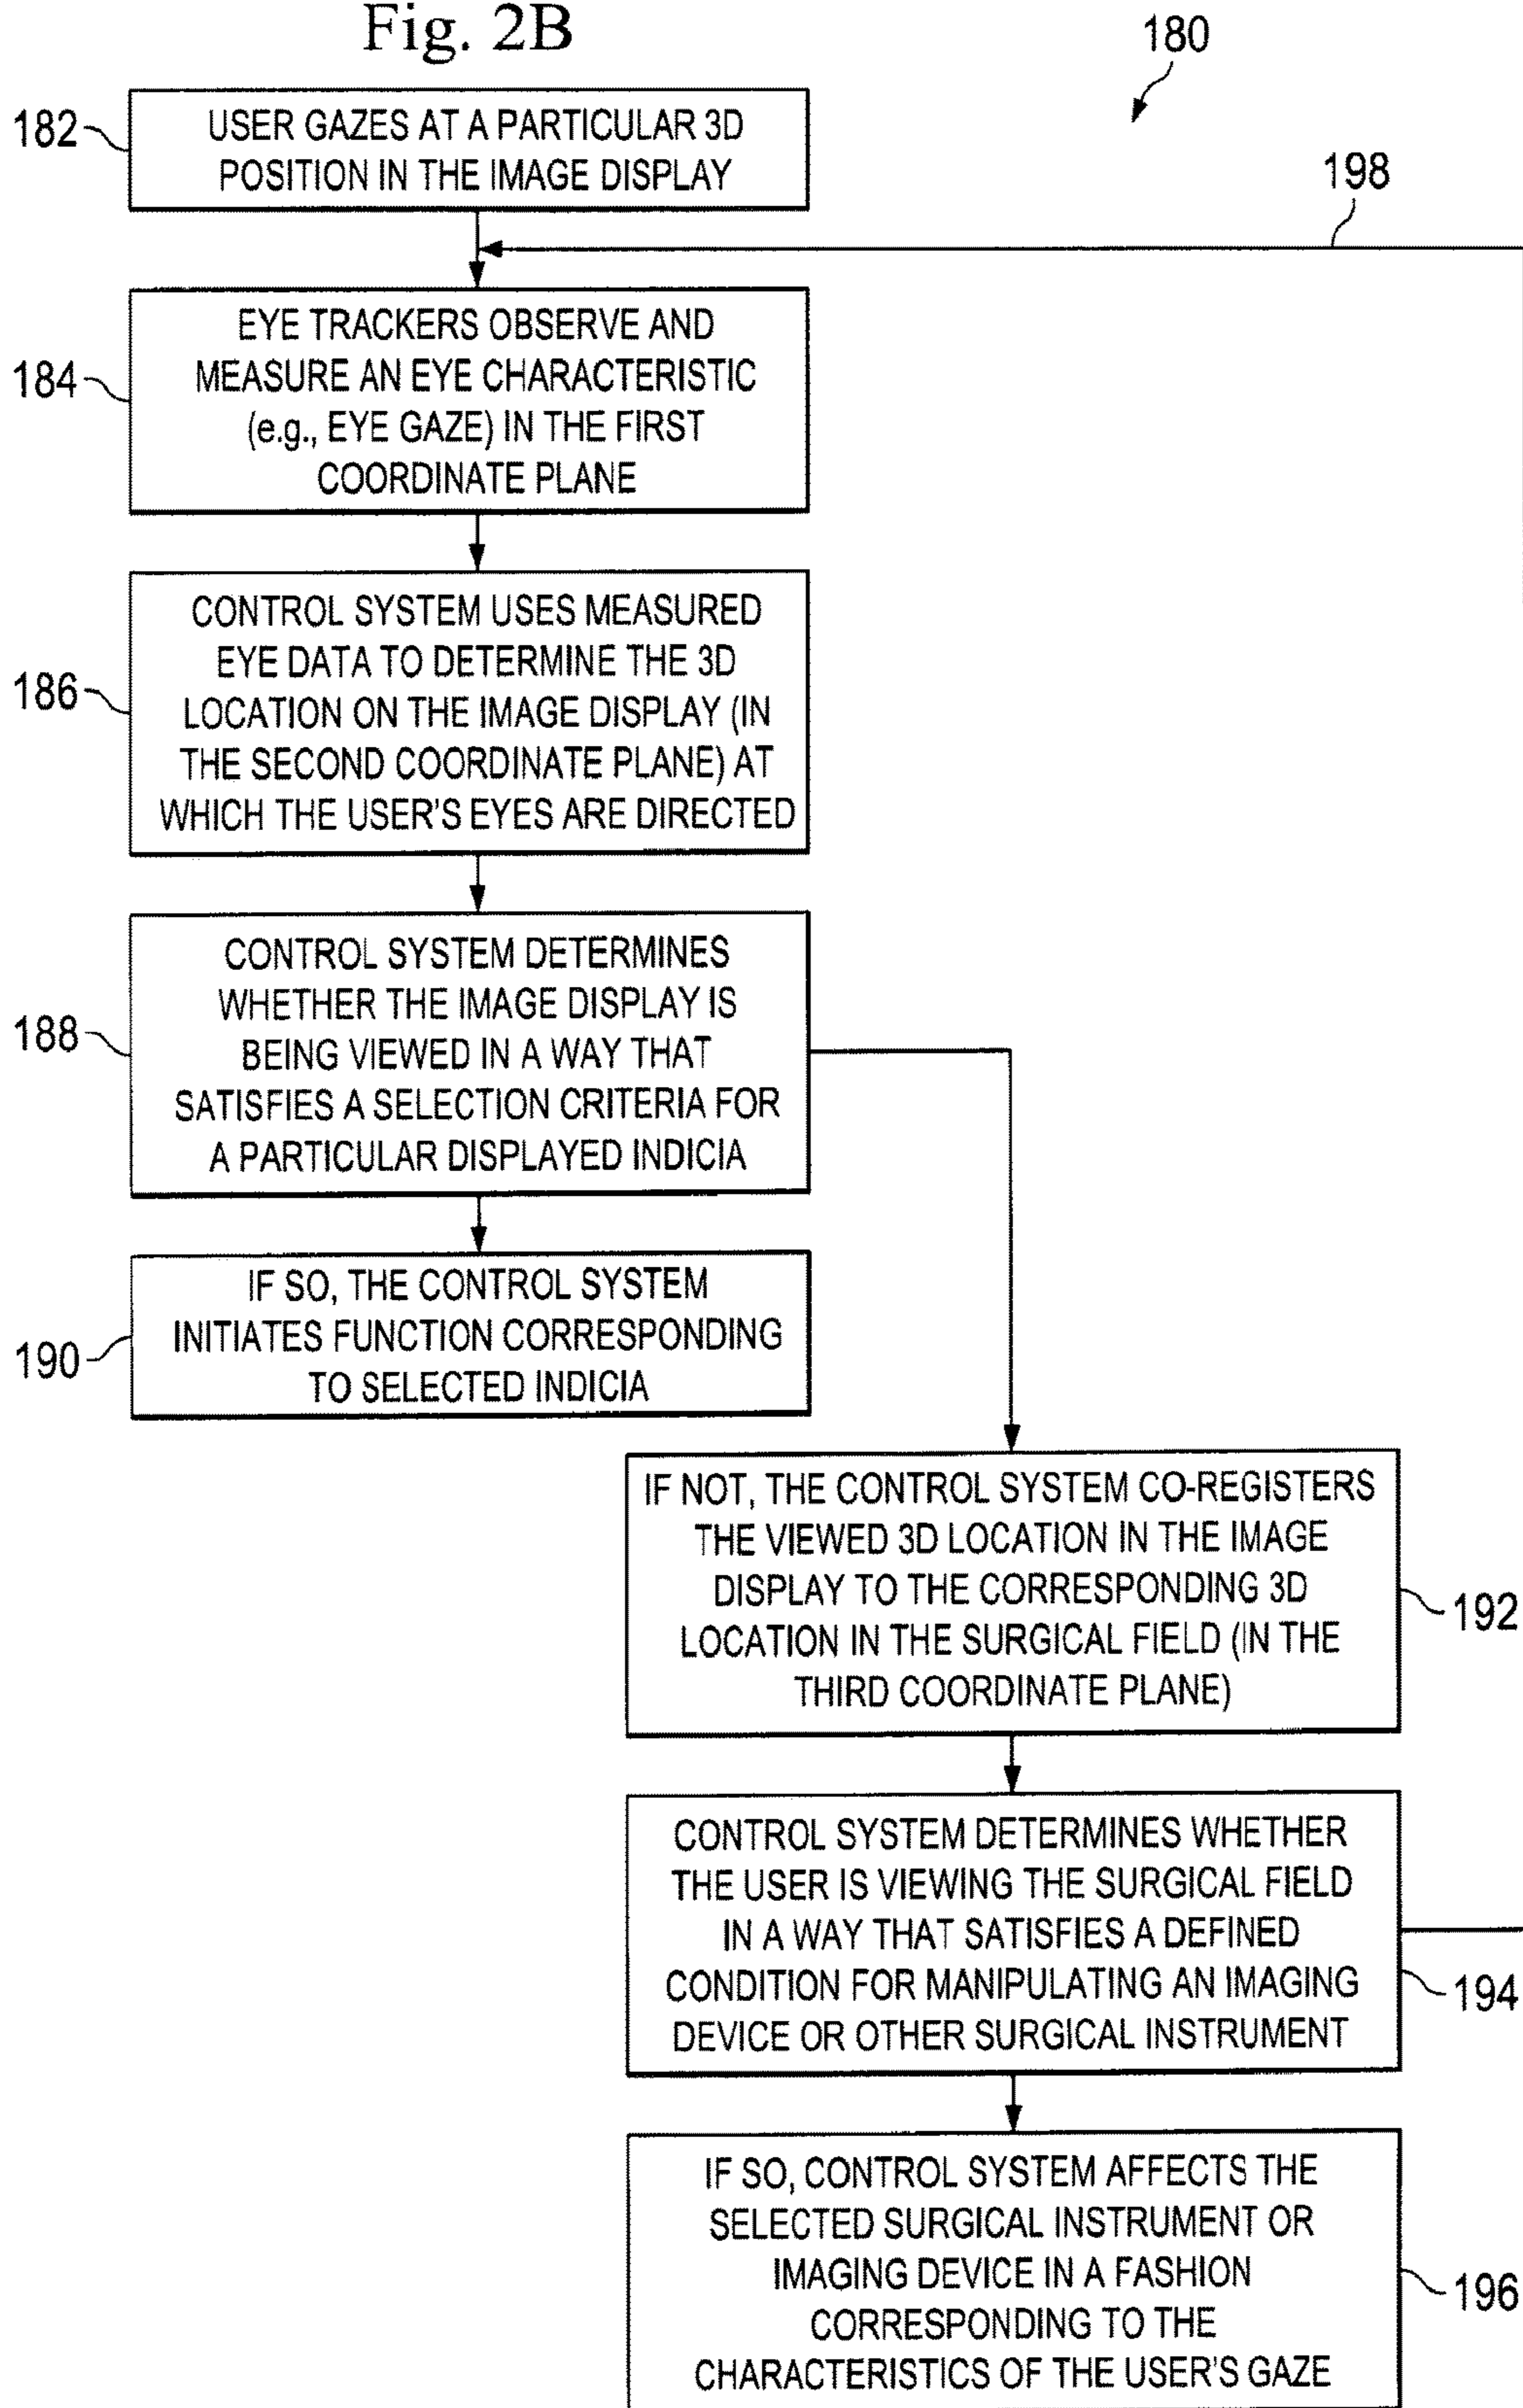 Fig. 2B
180
182
USER GAZES AT A PARTICULAR 3D
POSITION IN THE IMAGE DISPLAY
198
184
EYE TRACKERS OBSERVE AND
MEASURE AN EYE CHARACTERISTIC
(e.g., EYE GAZE) IN THE FIRST
COORDINATE PLANE
186
CONTROL SYSTEM USES MEASURED
EYE DATA TO DETERMINE THE 3D
LOCATION ON THE IMAGE DISPLAY (IN
THE SECOND COORDINATE PLANE) AT
WHICH THE USER'S EYES ARE DIRECTED
188
CONTROL SYSTEM DETERMINES
WHETHER THE IMAGE DISPLAY IS
BEING VIEWED IN A WAY THAT
SATISFIES A SELECTION CRITERIA FOR
A PARTICULAR DISPLAYED INDICIA
190
IF SO, THE CONTROL SYSTEM
INITIATES FUNCTION CORRESPONDING
TO SELECTED INDICIA
IF NOT, THE CONTROL SYSTEM CO-REGISTERS
THE VIEWED 3D LOCATION IN THE IMAGE
DISPLAY TO THE CORRESPONDING 3D
LOCATION IN THE SURGICAL FIELD (IN THE
THIRD COORDINATE PLANE)
192
CONTROL SYSTEM DETERMINES WHETHER
THE USER IS VIEWING THE SURGICAL FIELD
IN A WAY THAT SATISFIES A DEFINED
CONDITION FOR MANIPULATING AN IMAGING
DEVICE OR OTHER SURGICAL INSTRUMENT
194
IF SO, CONTROL SYSTEM AFFECTS THE
SELECTED SURGICAL INSTRUMENT OR
IMAGING DEVICE IN A FASHION
CORRESPONDING TO THE
CHARACTERISTICS OF THE USER'S GAZE
196